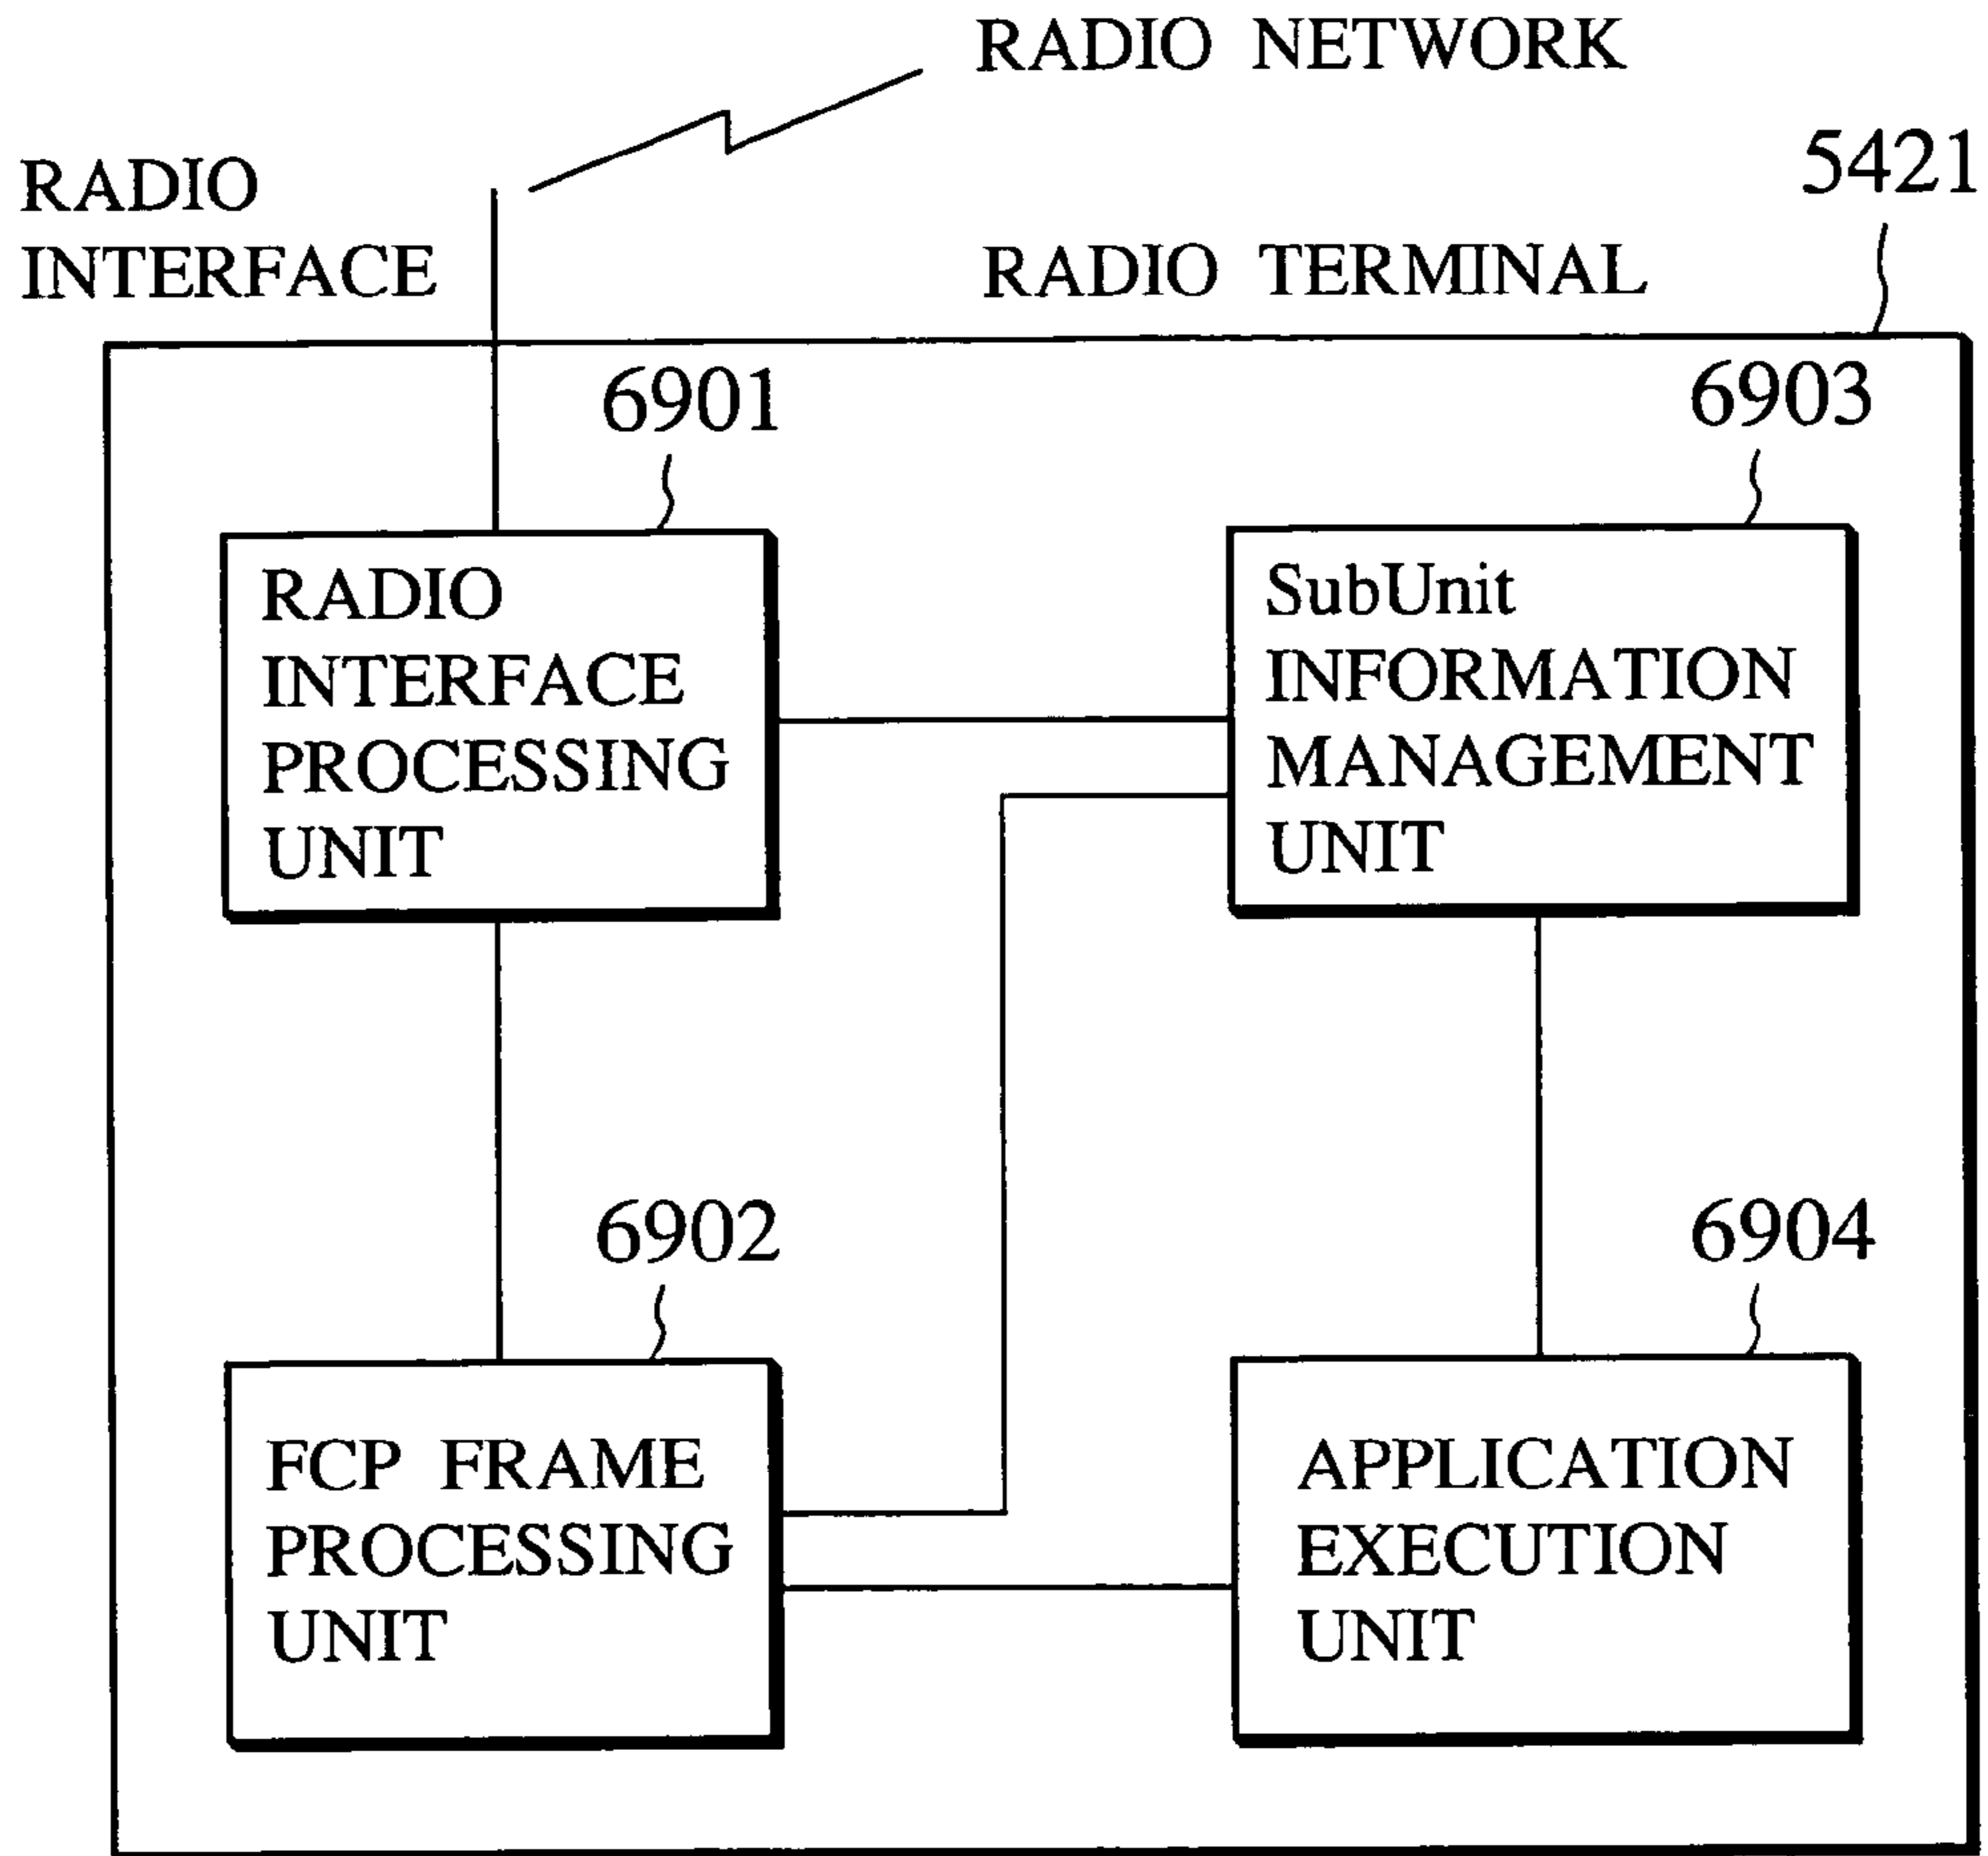 RADIO NETWORK
5421
RADIO
INTERFACE
RADIO TERMINAL
6901
6903
RADIO
INTERFACE
PROCESSING
UNIT
SubUnit
INFORMATION
MANAGEMENT
UNIT
6902
6904
FCP FRAME
PROCESSING
UNIT
APPLICATION
EXECUTION
UNIT